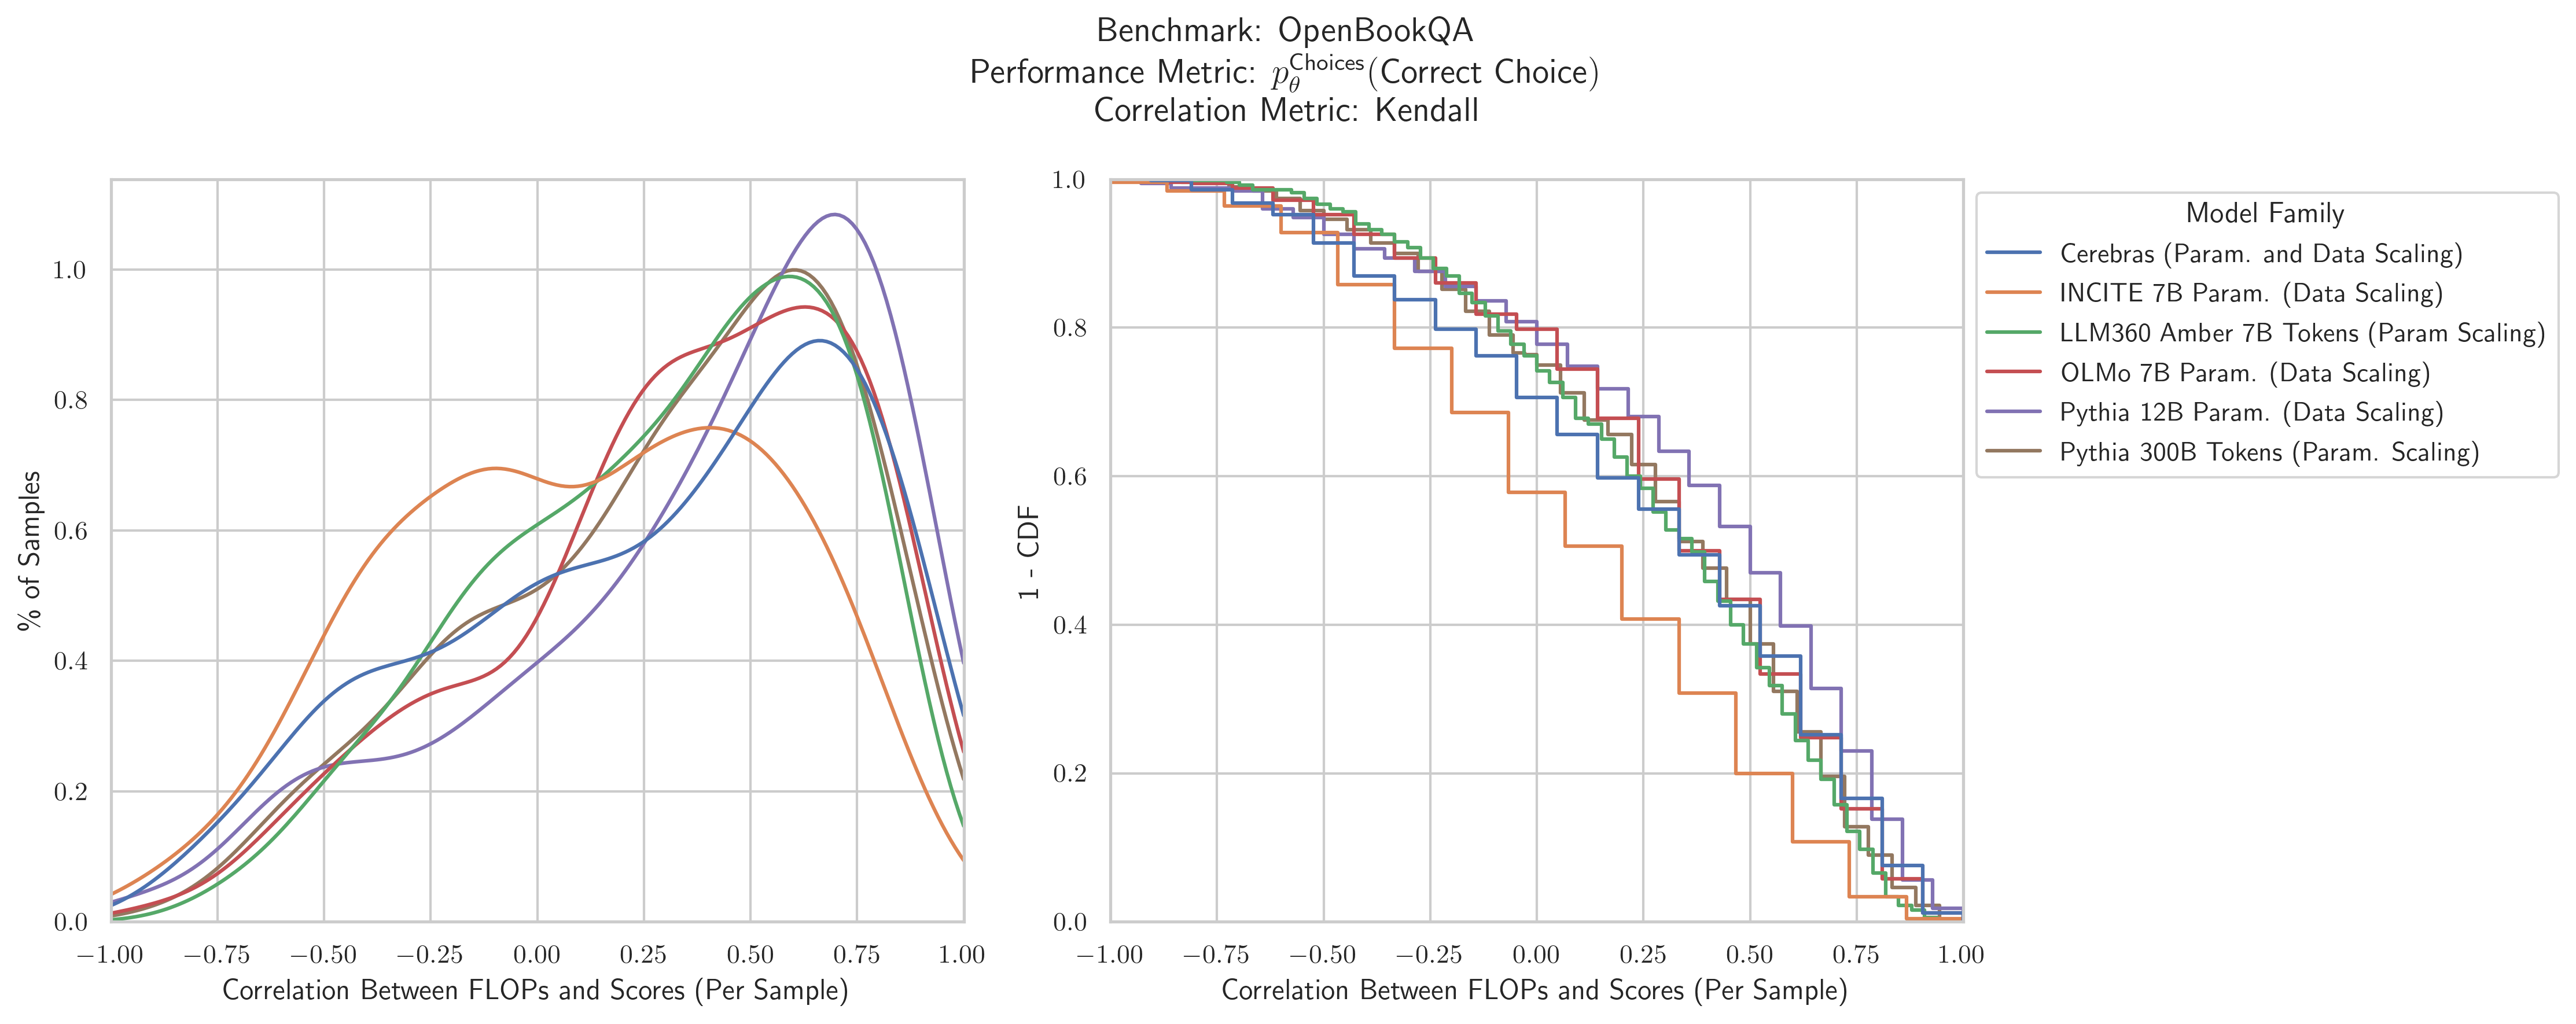 Benchmark: OpenBookQA
Performance Metric: $p_{\theta}^{\text{Choices}}$(Correct Choice)
Correlation Metric: Kendall
% of Samples
1.0
0.8
0.6
0.4
0.2
0.0
−1.00 −0.75 −0.50 −0.25 0.00 0.25 0.50 0.75 1.00
Correlation Between FLOPs and Scores (Per Sample)
1 - CDF
1.0
0.8
0.6
0.4
0.2
0.0
−1.00 −0.75 −0.50 −0.25 0.00 0.25 0.50 0.75 1.00
Correlation Between FLOPs and Scores (Per Sample)
Model Family
Cerebras (Param. and Data Scaling)
INCITE 7B Param. (Data Scaling)
LLM360 Amber 7B Tokens (Param Scaling)
OLMo 7B Param. (Data Scaling)
Pythia 12B Param. (Data Scaling)
Pythia 300B Tokens (Param. Scaling)